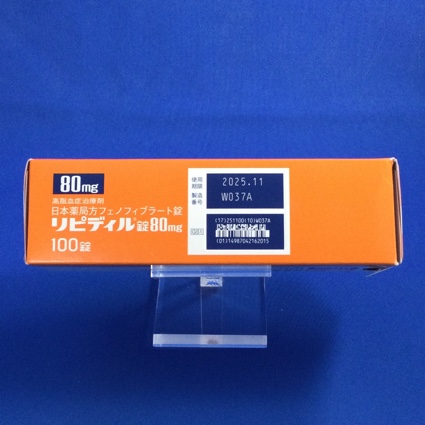 80mg
高脂血症治療剤
日本薬局方フェノフィブラート錠
リピディル®錠80mg
100錠
使用
期限
2025.11
製造
番号
W037A
(17)251100(10)W037A
(01)14987042162015